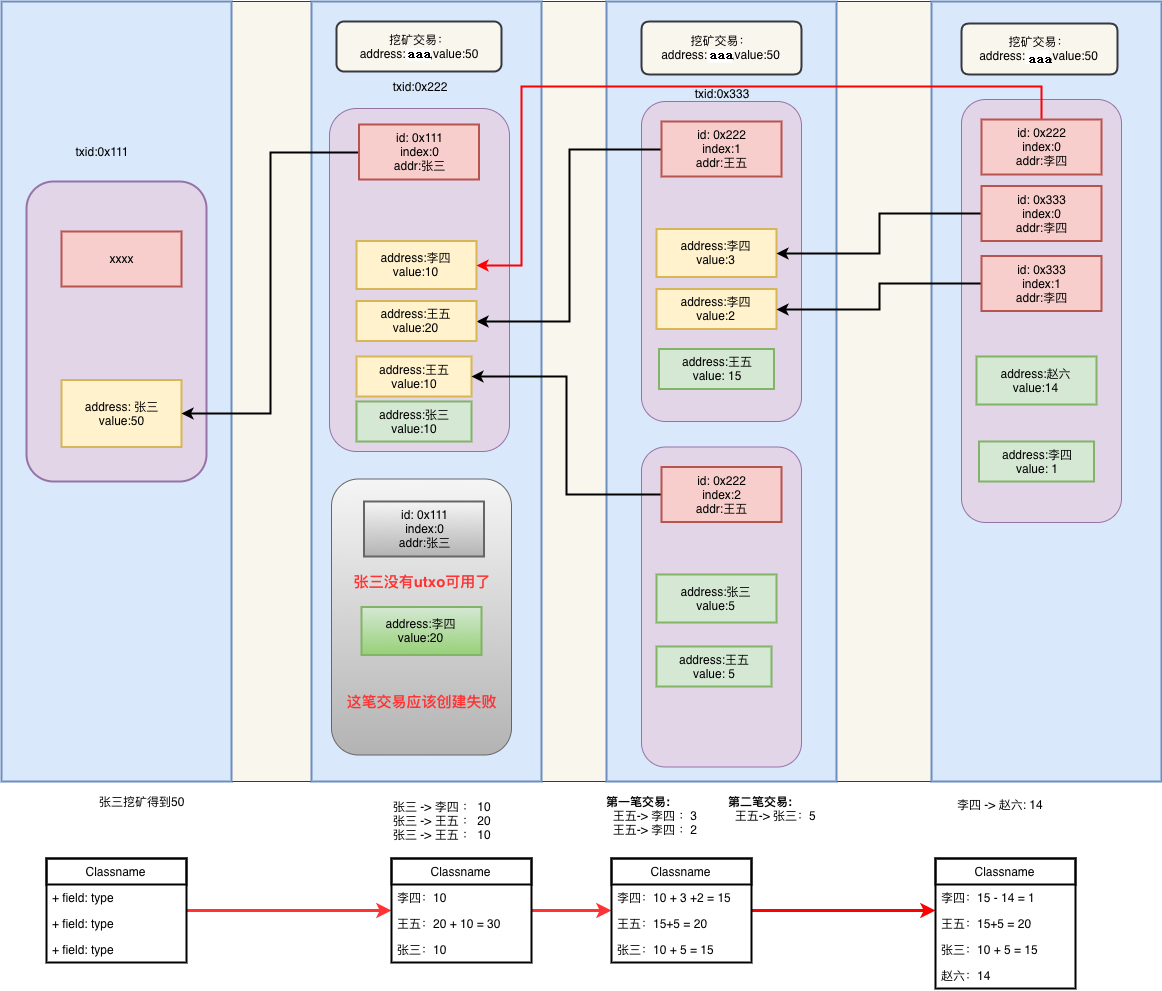 txid:0x111
xxxx
address: 张三
value:50
挖矿交易：
address: aaa,value:50
txid:0x222
id: 0x111
index:0
addr:张三
address:李四
value:10
address:王五
value:20
address:王五
value:10
address:张三
value:10
id: 0x111
index:0
addr:张三
张三没有utxo可用了
address:李四
value:20
这笔交易应该创建失败
挖矿交易：
address: aaa,value:50
txid:0x333
id: 0x222
index:1
addr:王五
address:李四
value:3
address:李四
value:2
address:王五
value: 15
id: 0x222
index:2
addr:王五
address:张三
value:5
address:王五
value: 5
挖矿交易：
address: aaa value:50
id: 0x222
index:0
addr:李四
id: 0x333
index:0
addr:李四
id: 0x333
index:1
addr:李四
address:赵六
value:14
address:李四
value: 1
张三挖矿得到50
张三 -> 李四 ： 10
张三 -> 王五 ： 20
张三 -> 王五 ： 10
第一笔交易:
王五-> 李四 ：3
王五-> 李四 ：2
第二笔交易:
王五-> 张三：5
李四 -> 赵六: 14
Classname
+ field: type
+ field: type
+ field: type
Classname
李四：10
王五：20 + 10 = 30
张三：10
Classname
李四：10 + 3 +2 = 15
王五：15+5 = 20
张三：10 + 5 = 15
Classname
李四：15 - 14 = 1
王五：15+5 = 20
张三：10 + 5 = 15
赵六：14